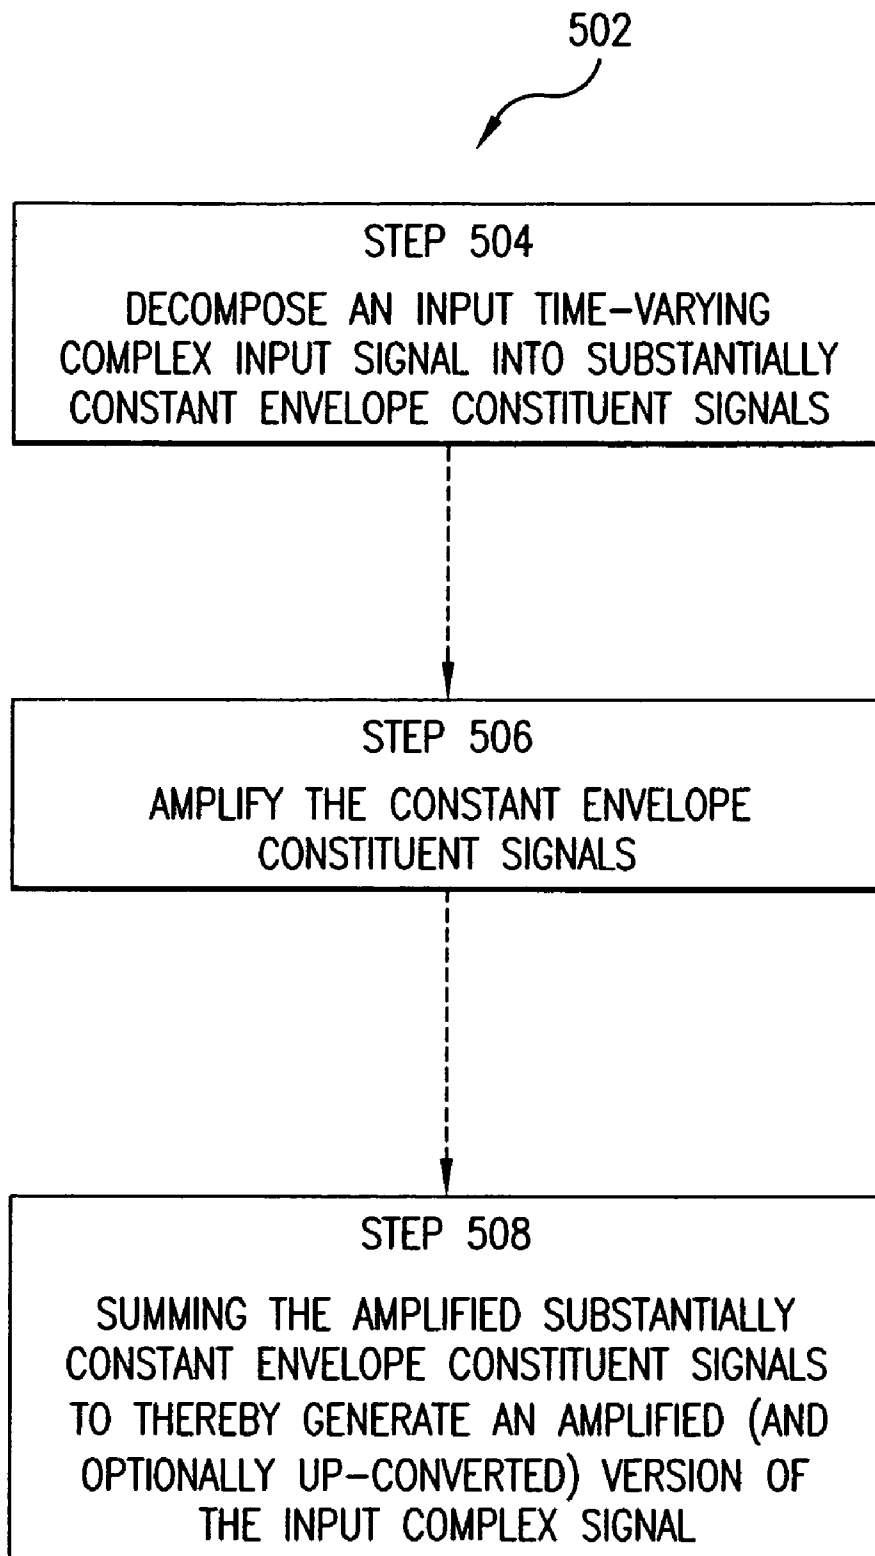 502
STEP 504
DECOMPOSE AN INPUT TIME-VARYING
COMPLEX INPUT SIGNAL INTO SUBSTANTIALLY
CONSTANT ENVELOPE CONSTITUENT SIGNALS
STEP 506
AMPLIFY THE CONSTANT ENVELOPE
CONSTITUENT SIGNALS
STEP 508
SUMMING THE AMPLIFIED SUBSTANTIALLY
CONSTANT ENVELOPE CONSTITUENT SIGNALS
TO THEREBY GENERATE AN AMPLIFIED (AND
OPTIONALLY UP-CONVERTED) VERSION OF
THE INPUT COMPLEX SIGNAL